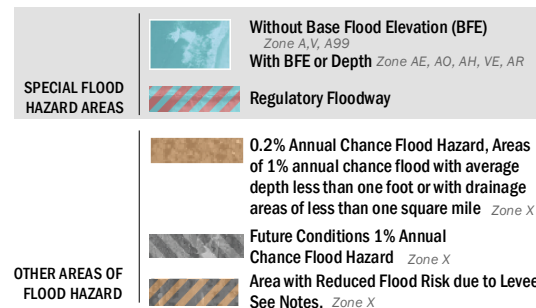 Without Base Flood Elevation (BFE)
Zone A,V, A99
With BFE or Depth Zone AE, AO, AH, VE, AR
SPECIAL FLOOD
HAZARD AREAS
Regulatory Floodway
0.2% Annual Chance Flood Hazard, Areas
of 1% annual chance flood with average
depth less than one foot or with drainage
areas of less than one square mile Zone X
Future Conditions 1% Annual
Chance Flood Hazard Zone X
OTHER AREAS OF
FLOOD HAZARD
Area with Reduced Flood Risk due to Levee
See Notes. Zone X